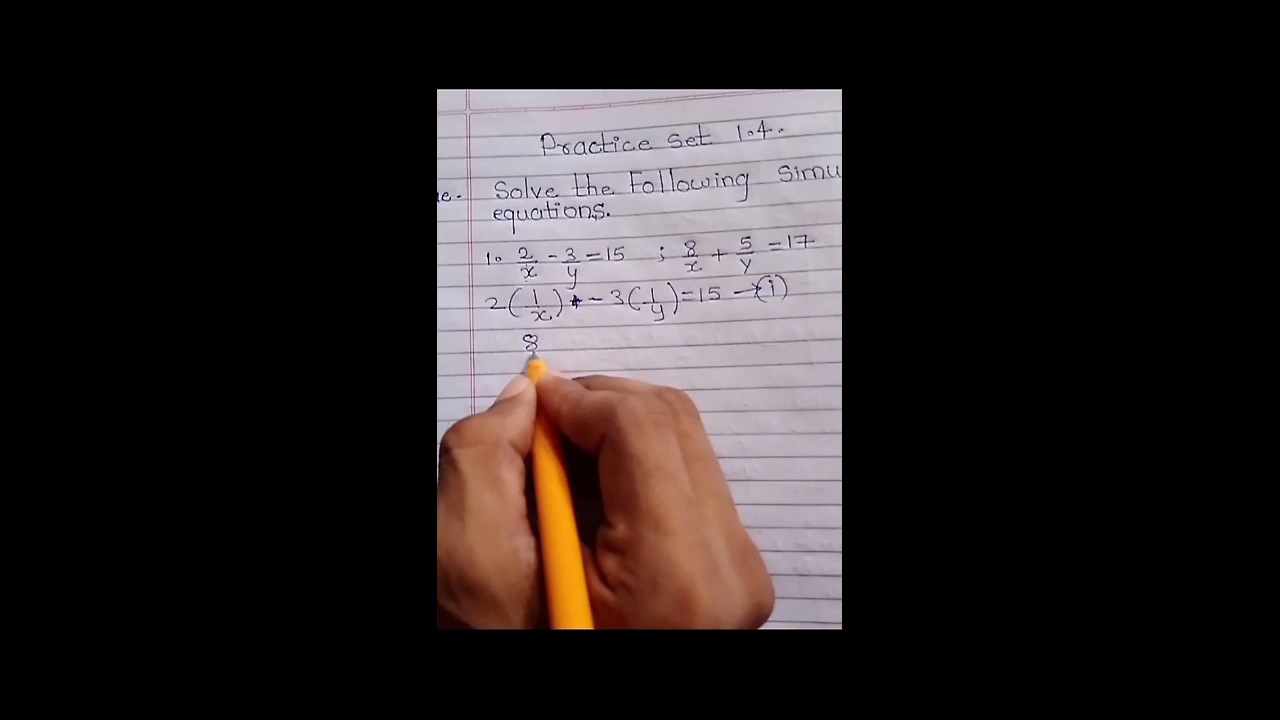 Practice Set 1.4.
Solve the Following Simu
equations.
1. 2/x - 3/y = 15 ; 8/x + 5/y = 17
2(1/x) - 3(1/y) = 15 → (i)
8